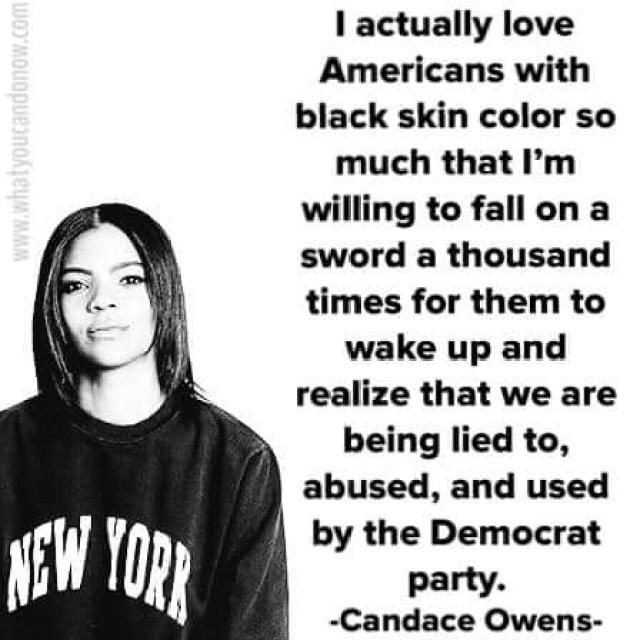 www.whatyoucandonow.com
I actually love
Americans with
black skin color so
much that I'm
willing to fall on a
sword a thousand
times for them to
wake up and
realize that we are
being lied to,
abused, and used
by the Democrat
party.
-Candace Owens-
NEW YORK